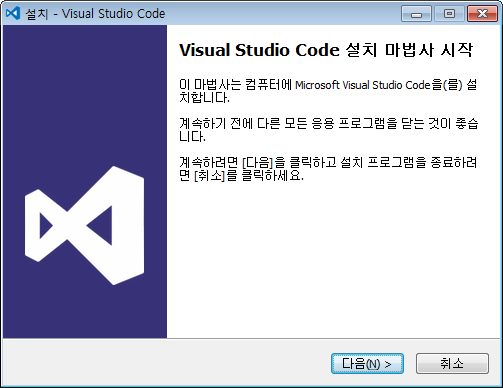 설치 - Visual Studio Code
Visual Studio Code 설치 마법사 시작
이 마법사는 컴퓨터에 Microsoft Visual Studio Code을(를) 설
치합니다.
계속하기 전에 다른 모든 응용 프로그램을 닫는 것이 좋습
니다.
계속하려면 [다음]을 클릭하고 설치 프로그램을 종료하려
면 [취소]를 클릭하세요.
다음(N) >
취소